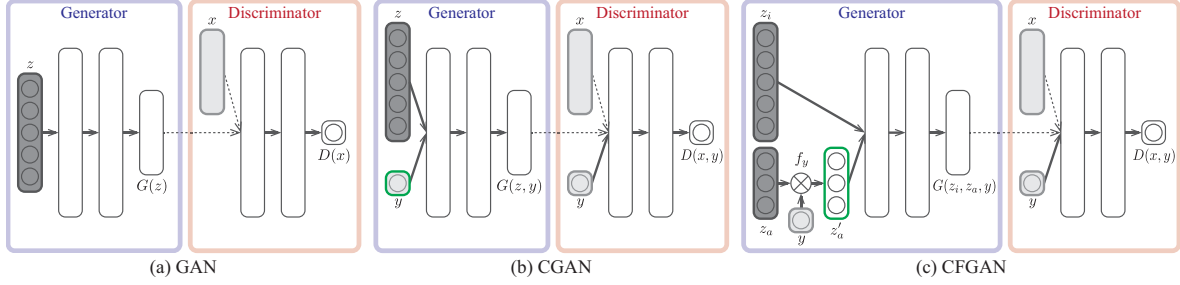 Generator
Discriminator
z
x
G(z)
D(x)
(a) GAN
Generator
Discriminator
z
x
y
y
G(z, y)
D(x, y)
(b) CGAN
Generator
Discriminator
z_i
x
f_y
z_a
y
z'_a
G(z_i, z_a, y)
y
D(x, y)
(c) CFGAN